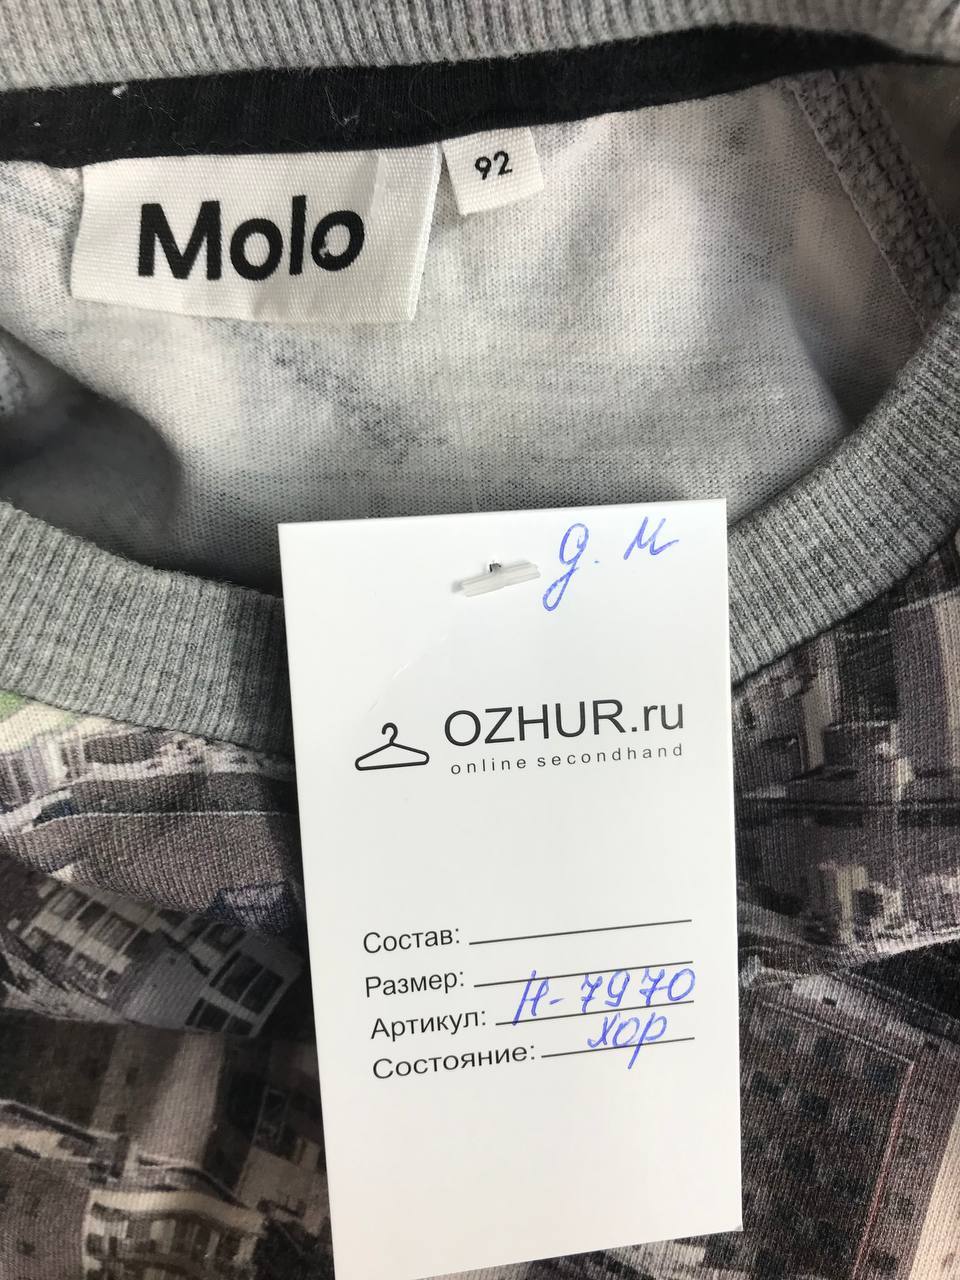 Molo
92
д. м
OZHUR.ru
online secondhand
Состав:
Размер:
Артикул: Н-7970
Состояние: хор